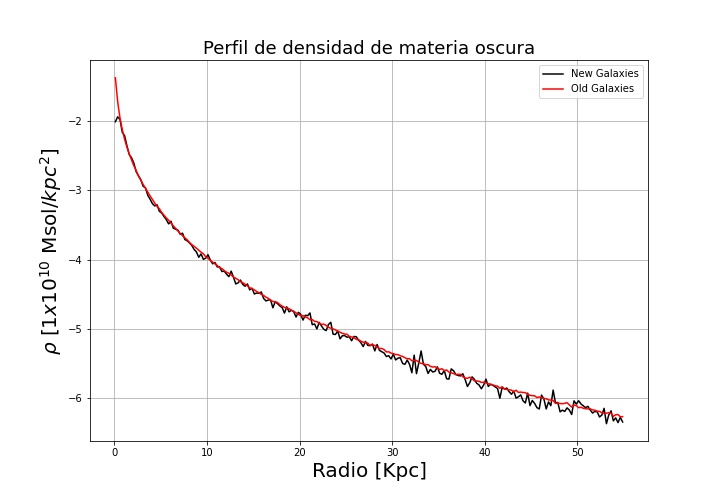 Perfil de densidad de materia oscura
New Galaxies
Old Galaxies
ρ [1x10¹⁰ Msol/kpc²]
−2
−3
−4
−5
−6
0 10 20 30 40 50
Radio [Kpc]